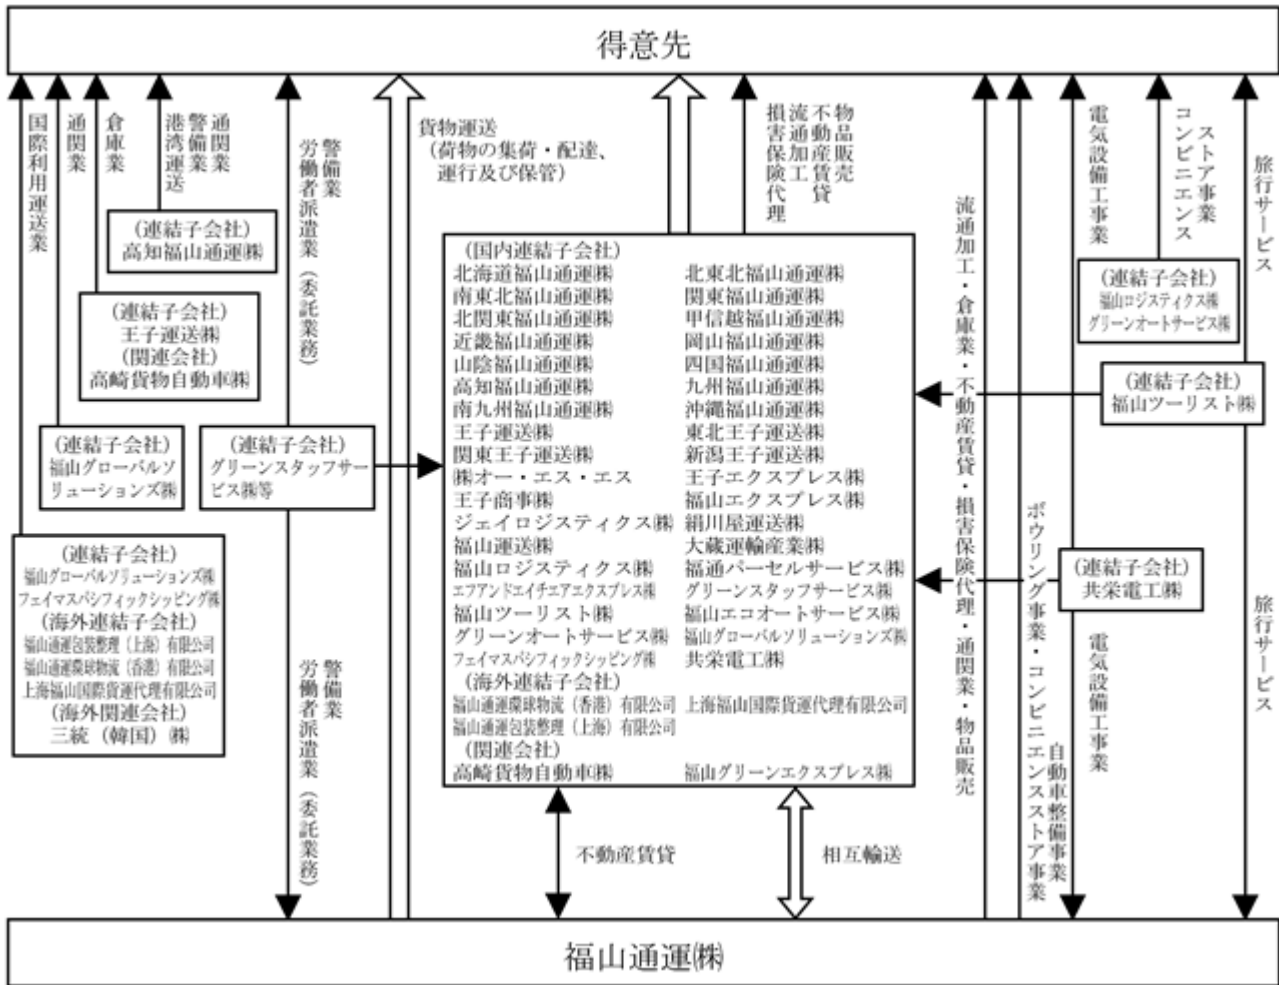 得意先
国際利用運送業
通関業
倉庫業
通関業
警備業
港湾運送
警備業
労働者派遣業(委託業務)
貨物運送
(荷物の集荷・配達、
運行及び保管)
物品販売
不動産賃貸
流通加工
損害保険代理
流通加工・倉庫業・不動産賃貸・損害保険代理・通関業・物品販売
ボウリング事業・コンビニエンスストア事業
自動車整備事業
電気設備工事業
ストア事業
コンビニエンス
旅行サービス
(連結子会社)
高知福山通運㈱
(連結子会社)
王子運送㈱
(関連会社)
高崎貨物自動車㈱
(連結子会社)
福山グローバルソ
リューションズ㈱
(連結子会社)
グリーンスタッフサー
ビス㈱等
(連結子会社)
福山グローバルソリューションズ㈱
フェイマスパシフィックシッピング㈱
(海外連結子会社)
福山通運包装整理(上海)有限公司
福山通運環球物流(香港)有限公司
上海福山国際貨運代理有限公司
(海外関連会社)
三統(韓国)㈱
警備業
労働者派遣業(委託業務)
(国内連結子会社)
北海道福山通運㈱ 北東北福山通運㈱
南東北福山通運㈱ 関東福山通運㈱
北関東福山通運㈱ 甲信越福山通運㈱
近畿福山通運㈱ 岡山福山通運㈱
山陰福山通運㈱ 四国福山通運㈱
高知福山通運㈱ 九州福山通運㈱
南九州福山通運㈱ 沖縄福山通運㈱
王子運送㈱ 東北王子運送㈱
関東王子運送㈱ 新潟王子運送㈱
㈱オー・エス・エス 王子エクスプレス㈱
王子商事㈱ 福山エクスプレス㈱
ジェイロジスティクス㈱ 絹川屋運送㈱
福山運送㈱ 大蔵運輸産業㈱
福山ロジスティクス㈱ 福通パーセルサービス㈱
エフアンドエイチエアエクスプレス㈱ グリーンスタッフサービス㈱
福山ツーリスト㈱ 福山エコオートサービス㈱
グリーンオートサービス㈱ 福山グローバルソリューションズ㈱
フェイマスパシフィックシッピング㈱ 共栄電工㈱
(海外連結子会社)
福山通運環球物流(香港)有限公司 上海福山国際貨運代理有限公司
福山通運包装整理(上海)有限公司
(関連会社)
高崎貨物自動車㈱ 福山グリーンエクスプレス㈱
(連結子会社)
福山ロジスティクス㈱
グリーンオートサービス㈱
(連結子会社)
福山ツーリスト㈱
(連結子会社)
共栄電工㈱
電気設備工事業
旅行サービス
不動産賃貸
相互輸送
福山通運㈱